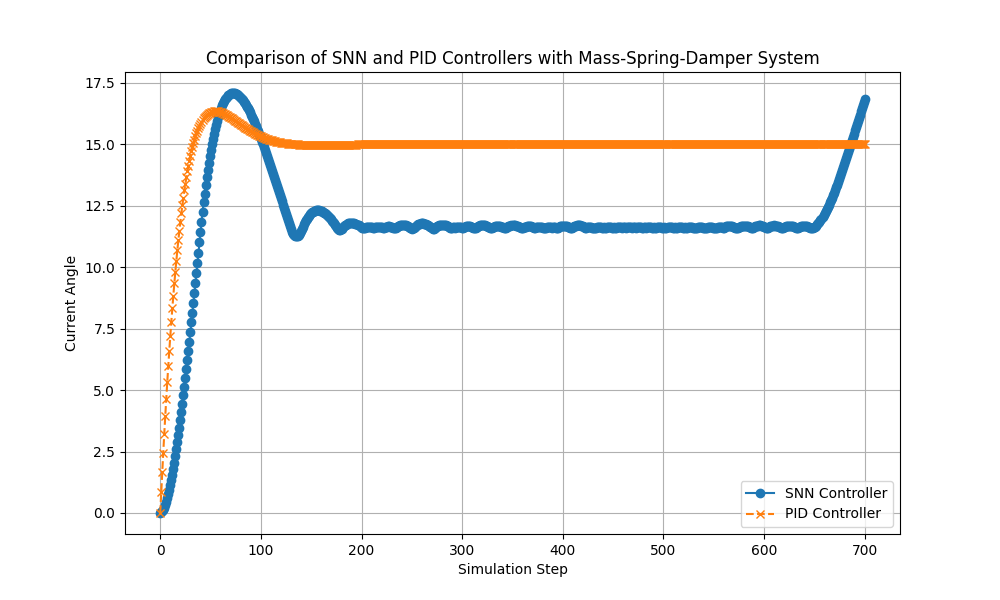 Comparison of SNN and PID Controllers with Mass-Spring-Damper System
Current Angle
17.5
15.0
12.5
10.0
7.5
5.0
2.5
0.0
SNN Controller
PID Controller
0 100 200 300 400 500 600 700
Simulation Step